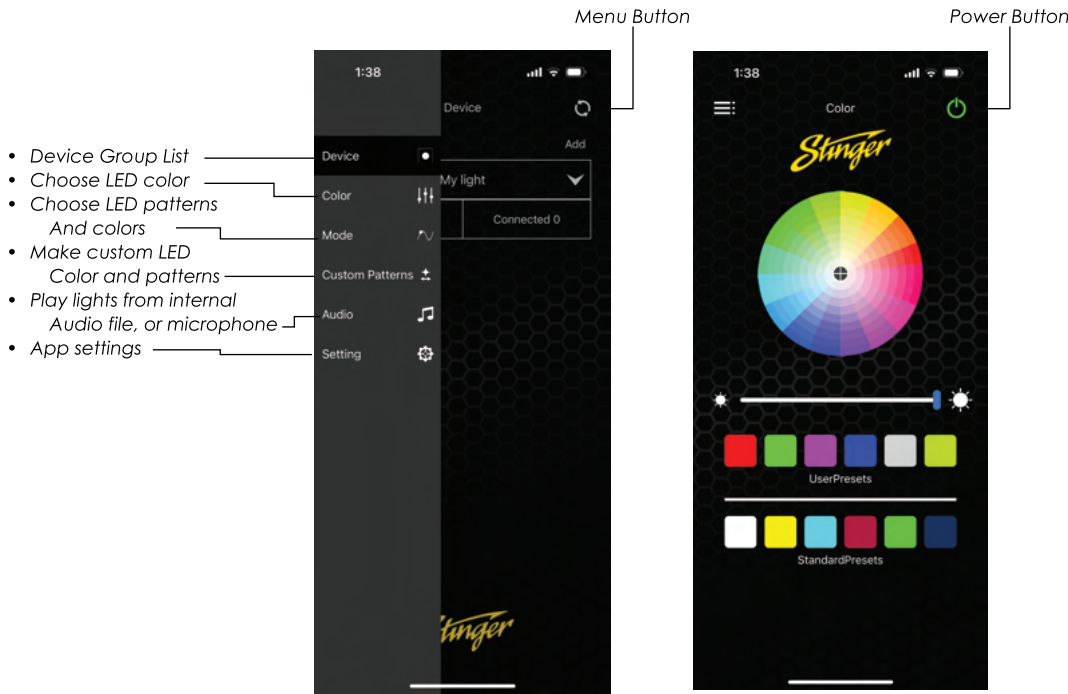 Menu Button
Power Button
1:38
Device
Add
• Device Group List
• Choose LED color
• Choose LED patterns
And colors
• Make custom LED
Color and patterns
• Play lights from internal
Audio file, or microphone
• App settings
Device
Color
Mode
Custom Patterns
Audio
Setting
My light
Connected 0
Stinger
1:38
Color
Stinger
UserPresets
StandardPresets